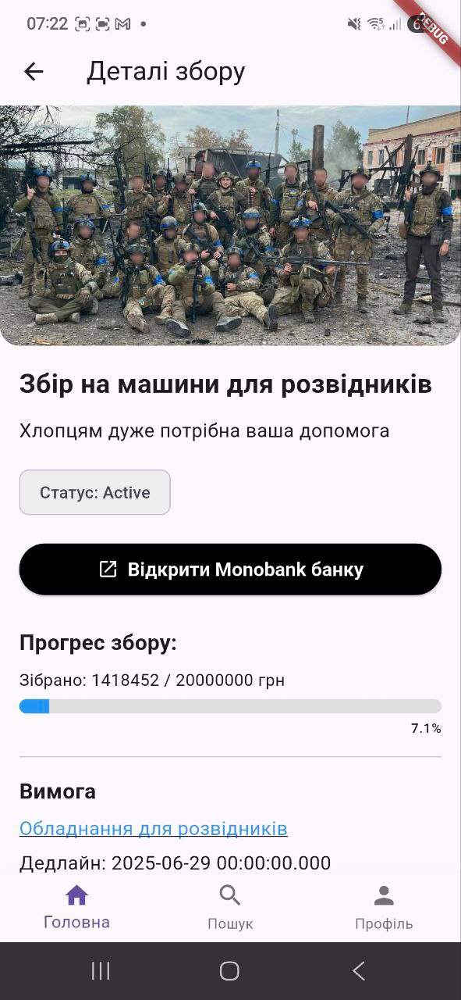 07:22
DEBUG
Деталі збору
Збір на машини для розвідників
Хлопцям дуже потрібна ваша допомога
Статус: Active
Відкрити Monobank банку
Прогрес збору:
Зібрано: 1418452 / 20000000 грн
7.1%
Вимога
Обладнання для розвідників
Дедлайн: 2025-06-29 00:00:00.000
Головна
Пошук
Профіль